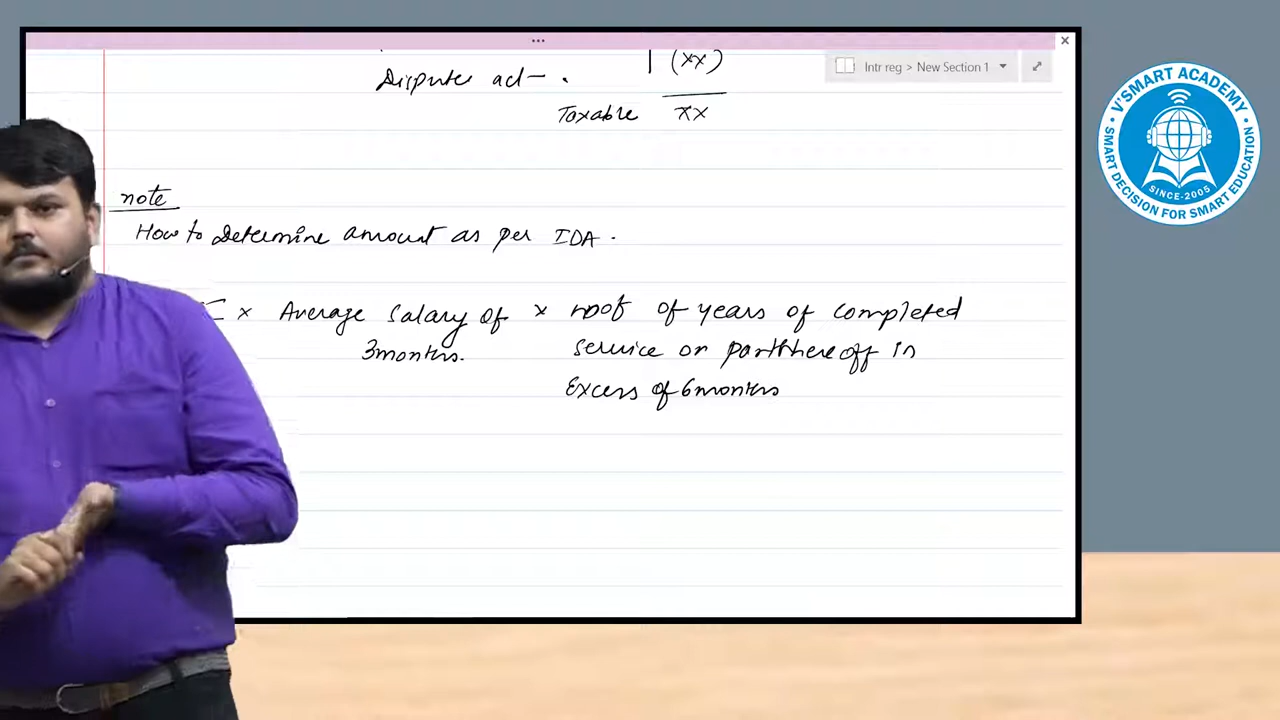 Intr reg > New Section 1
(xx)
Disputes act - .
Taxable xx
note
How to Determine amount as per IDA .
x Average Salary of x noof of years of completed
3months. service or partthereoff in
Excess of 6months
V'SMART ACADEMY
SINCE-2005
SMART DECISION FOR SMART EDUCATION